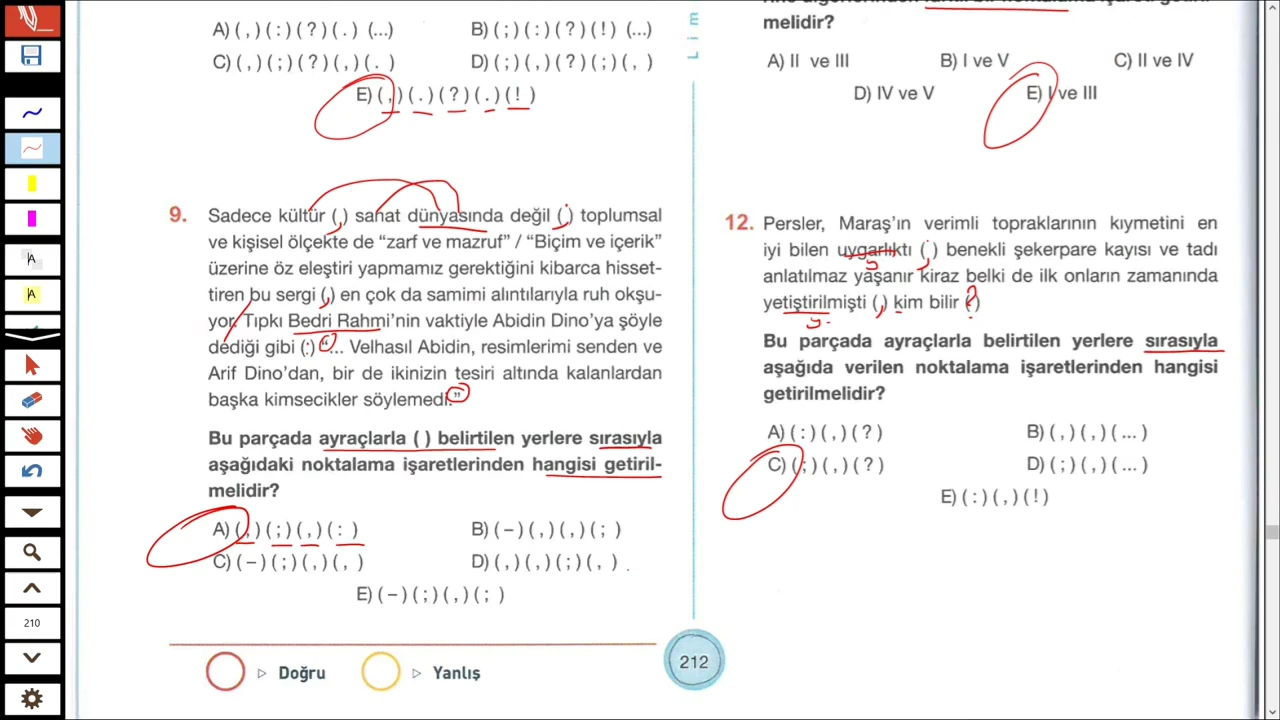 A) ( , ) ( : ) ( ? ) ( . ) (...)
B) ( ; ) ( : ) ( ? ) ( ! ) (...)
C) ( , ) ( ; ) ( ? ) ( , ) ( . )
D) ( ; ) ( , ) ( ? ) ( ; ) ( , )
E) ( , ) ( . ) ( ? ) ( . ) ( ! )
9. Sadece kültür (,) sanat dünyasında değil (;) toplumsal
ve kişisel ölçekte de “zarf ve mazruf” / “Biçim ve içerik”
üzerine öz eleştiri yapmamız gerektiğini kibarca hisset-
tiren bu sergi (,) en çok da samimi alıntılarıyla ruh okşu-
yor. Tıpkı Bedri Rahmi’nin vaktiyle Abidin Dino’ya şöyle
dediği gibi (:) “... Velhasıl Abidin, resimlerimi senden ve
Arif Dino’dan, bir de ikinizin tesiri altında kalanlardan
başka kimsecikler söylemedi.”
Bu parçada ayraçlarla ( ) belirtilen yerlere sırasıyla
aşağıdaki noktalama işaretlerinden hangisi getiril-
melidir?
A) ( , ) ( ; ) ( , ) ( : )
B) ( – ) ( , ) ( , ) ( ; )
C) ( – ) ( ; ) ( , ) ( , )
D) ( , ) ( , ) ( ; ) ( , )
E) ( – ) ( ; ) ( , ) ( ; )
Doğru
Yanlış
212
L i m
melidir?
A) II ve III
B) I ve V
C) II ve IV
D) IV ve V
E) I ve III
12. Persler, Maraş’ın verimli topraklarının kıymetini en
iyi bilen uygarlıktı (;) benekli şekerpare kayısı ve tadı
anlatılmaz yaşanır kiraz belki de ilk onların zamanında
yetiştirilmişti (,) kim bilir (?)
Bu parçada ayraçlarla belirtilen yerlere sırasıyla
aşağıda verilen noktalama işaretlerinden hangisi
getirilmelidir?
A) ( : ) ( , ) ( ? )
B) ( , ) ( , ) ( ... )
C) ( ; ) ( , ) ( ? )
D) ( ; ) ( , ) ( ... )
E) ( : ) ( , ) ( ! )
A
A
210